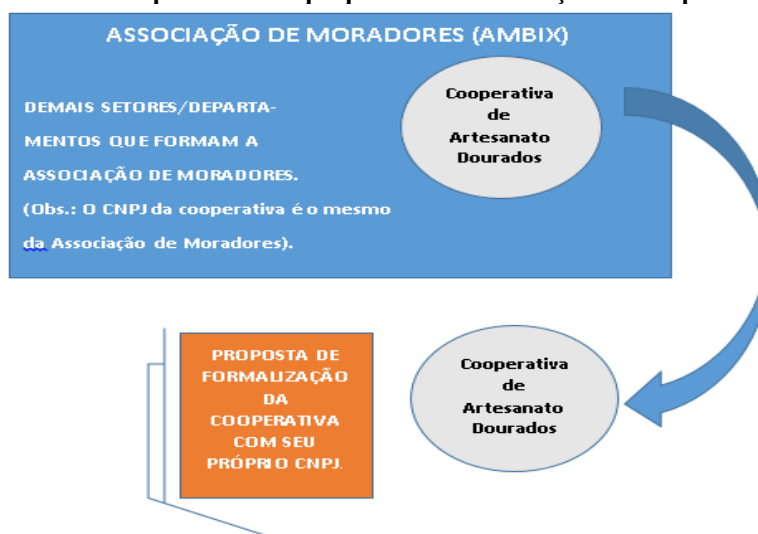 ASSOCIAÇÃO DE MORADORES (AMBIX)
DEMAIS SETORES/DEPARTA-
MENTOS QUE FORMAM A
ASSOCIAÇÃO DE MORADORES.
(Obs.: O CNPJ da cooperativa é o mesmo
da Associação de Moradores).
Cooperativa
de
Artesanato
Dourados
PROPOSTA DE
FORMALIZAÇÃO
DA
COOPERATIVA
COM SEU
PRÓPRIO CNPJ.
Cooperativa
de
Artesanato
Dourados